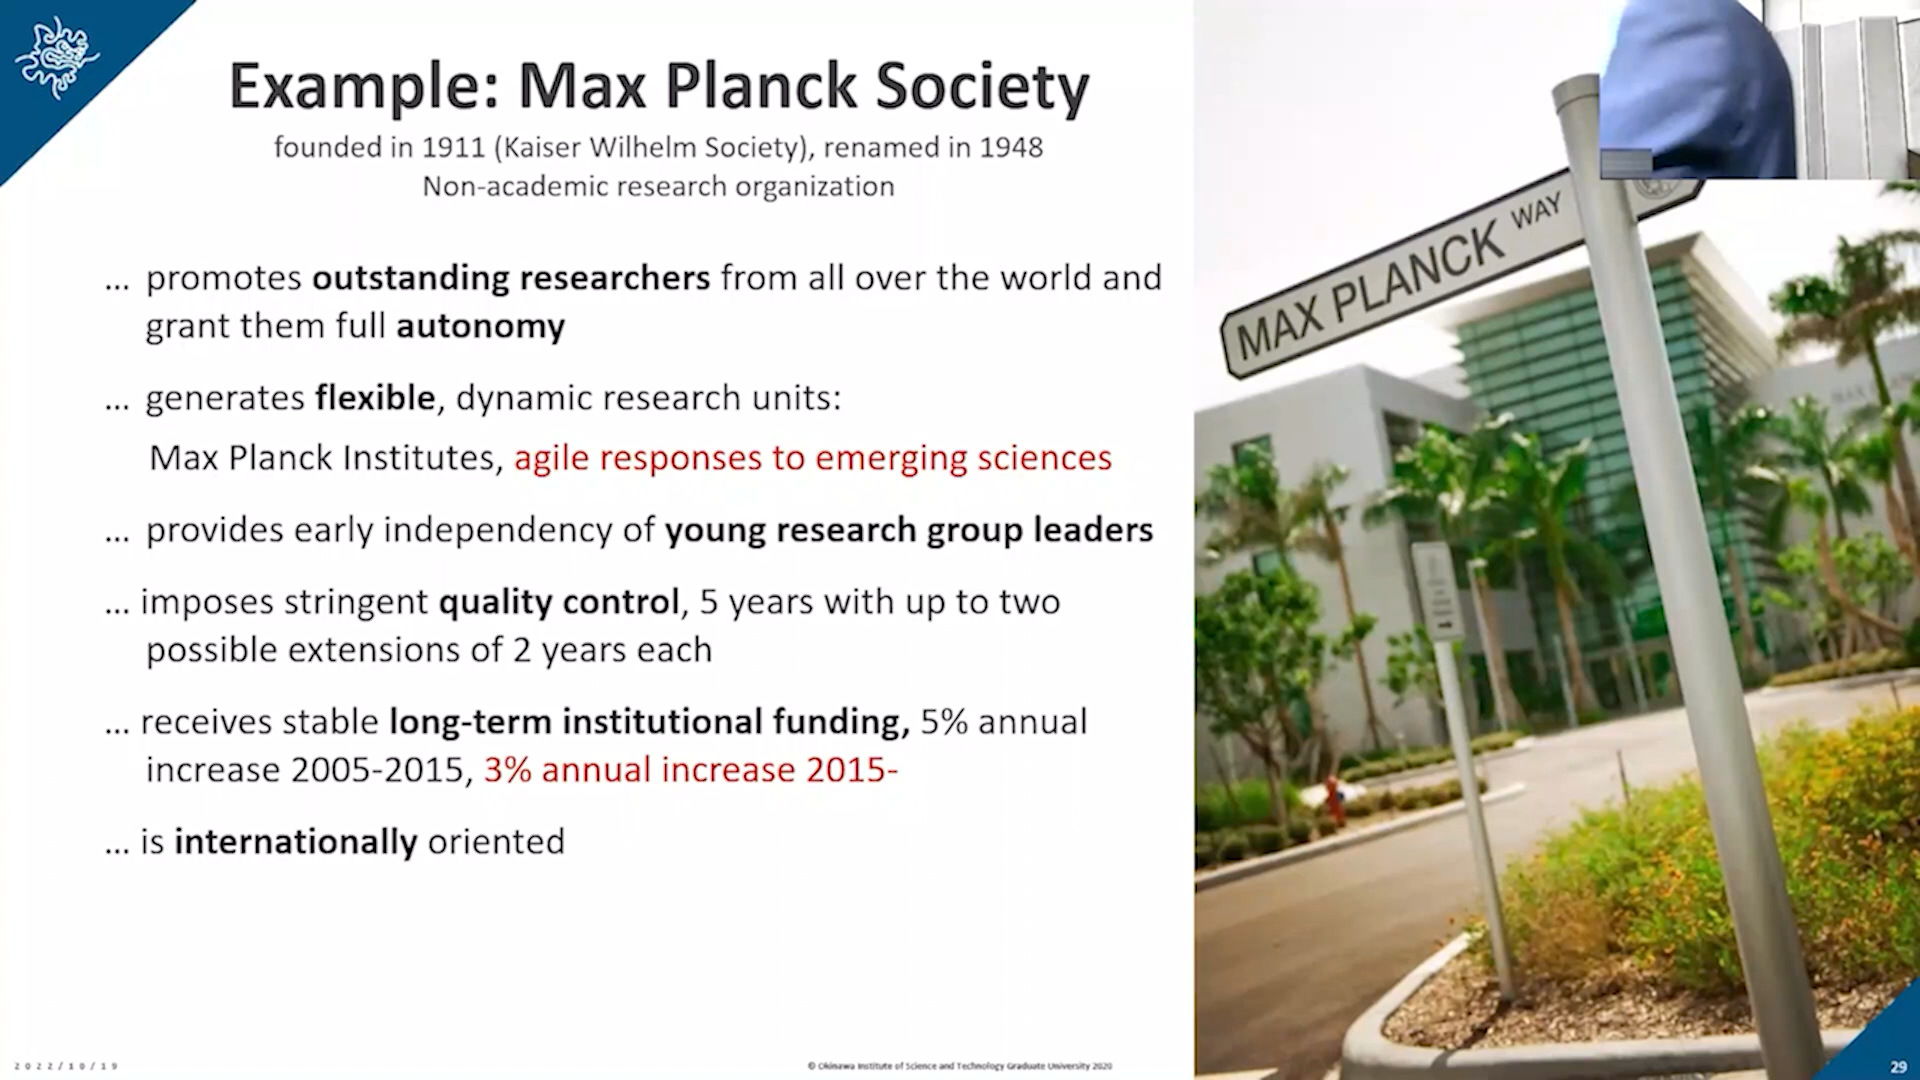 Example: Max Planck Society
founded in 1911 (Kaiser Wilhelm Society), renamed in 1948
Non-academic research organization
... promotes outstanding researchers from all over the world and
grant them full autonomy
... generates flexible, dynamic research units:
Max Planck Institutes, agile responses to emerging sciences
... provides early independency of young research group leaders
... imposes stringent quality control, 5 years with up to two
possible extensions of 2 years each
... receives stable long-term institutional funding, 5% annual
increase 2005-2015, 3% annual increase 2015-
... is internationally oriented
MAX PLANCK WAY
2022/10/19
© Okinawa Institute of Science and Technology Graduate University 2020
29